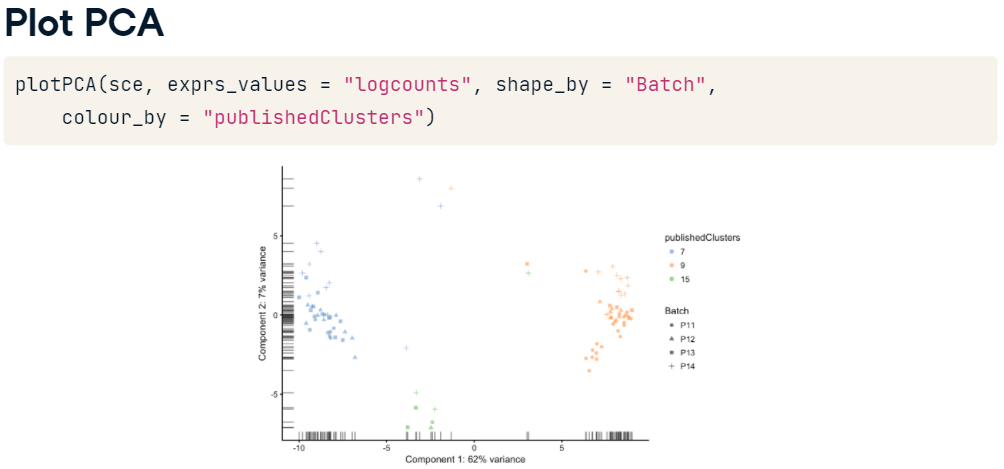 Plot PCA
plotPCA(sce, exprs_values = "logcounts", shape_by = "Batch",
colour_by = "publishedClusters")
5
0
-5
Component 2: 7% variance
-10
-5
0
5
Component 1: 62% variance
publishedClusters
7
9
15
Batch
P11
P12
P13
P14